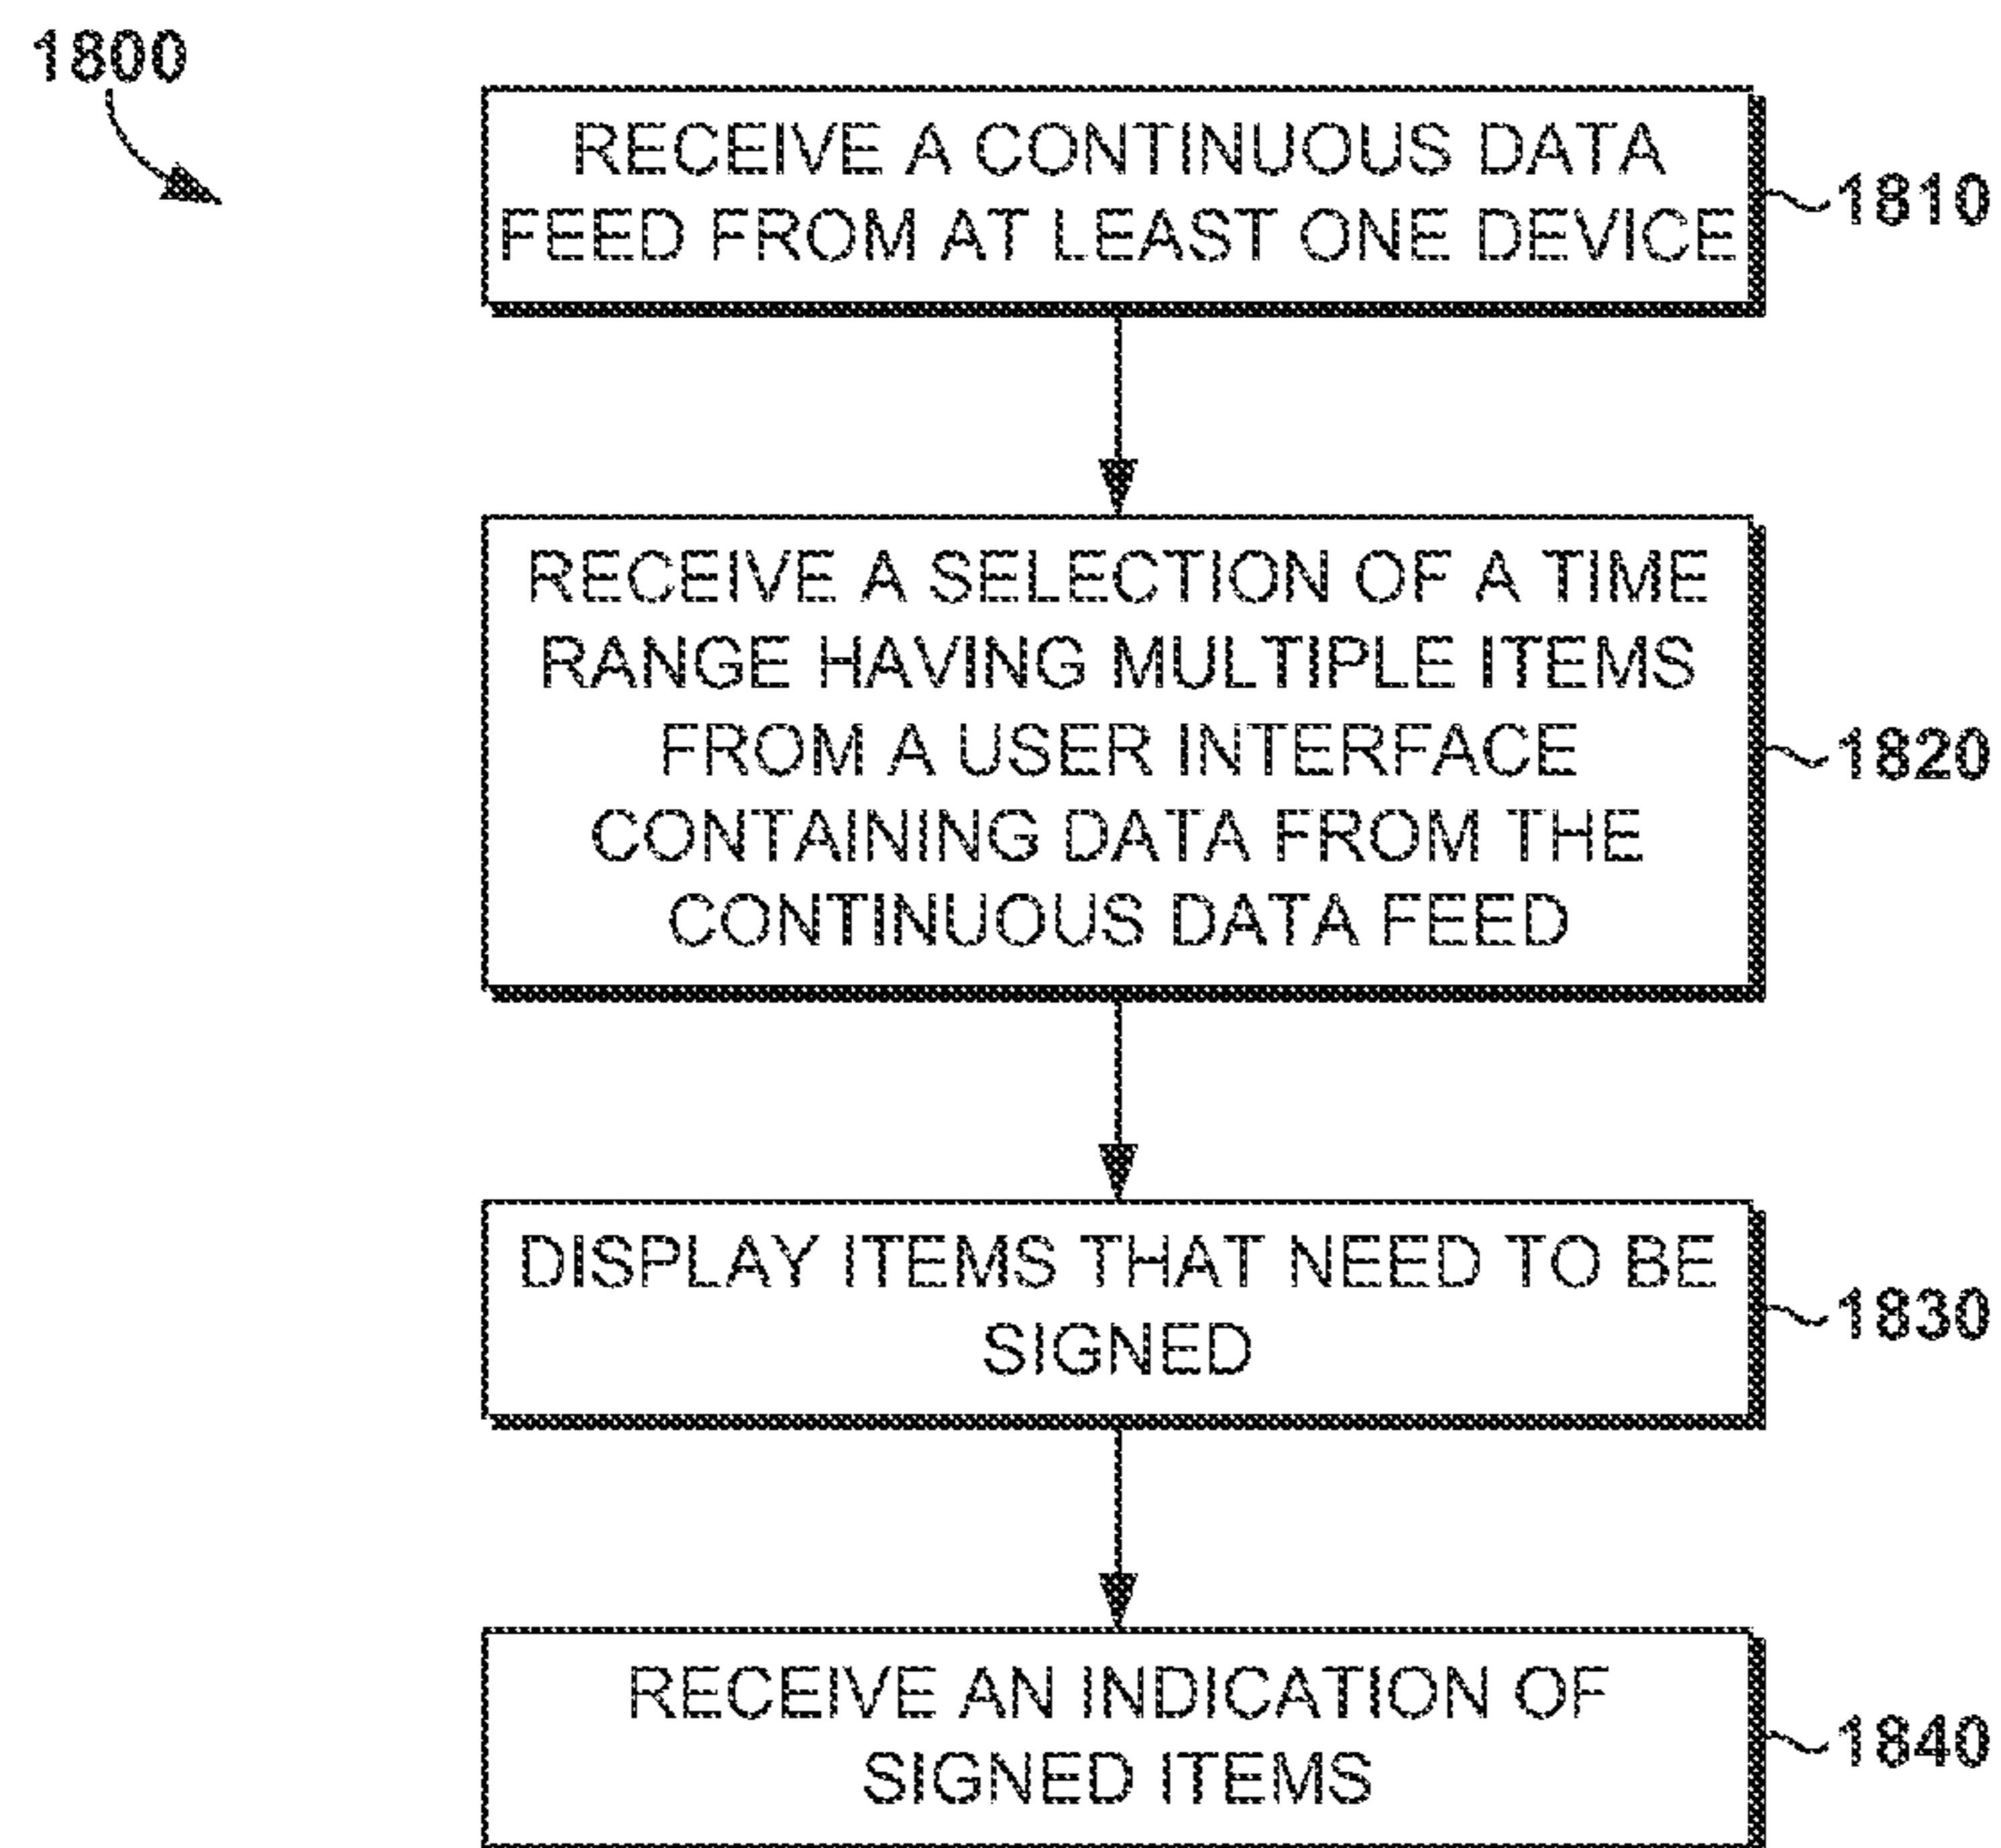 1800
RECEIVE A CONTINUOUS DATA
FEED FROM AT LEAST ONE DEVICE
1810
RECEIVE A SELECTION OF A TIME
RANGE HAVING MULTIPLE ITEMS
FROM A USER INTERFACE
CONTAINING DATA FROM THE
CONTINUOUS DATA FEED
1820
DISPLAY ITEMS THAT NEED TO BE
SIGNED
1830
RECEIVE AN INDICATION OF
SIGNED ITEMS
1840